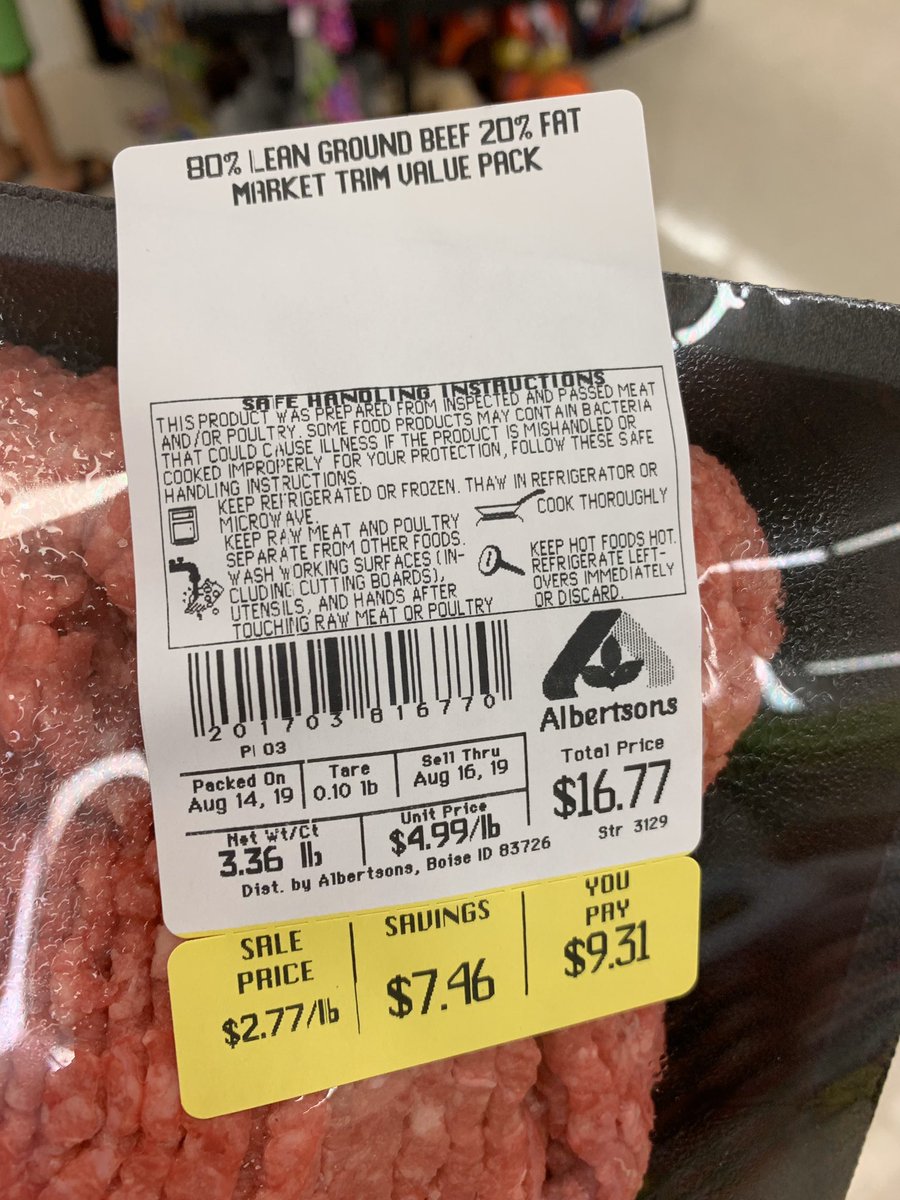 80% LEAN GROUND BEEF 20% FAT
MARKET TRIM VALUE PACK
SAFE HANDLING INSTRUCTIONS
THIS PRODUCT WAS PREPARED FROM INSPECTED AND PASSED MEAT
AND/OR POULTRY. SOME FOOD PRODUCTS MAY CONTAIN BACTERIA
THAT COULD CAUSE ILLNESS IF THE PRODUCT IS MISHANDLED OR
COOKED IMPROPERLY. FOR YOUR PROTECTION, FOLLOW THESE SAFE
HANDLING INSTRUCTIONS.
KEEP REFRIGERATED OR FROZEN. THAW IN REFRIGERATOR OR
MICROWAVE.
KEEP RAW MEAT AND POULTRY
SEPARATE FROM OTHER FOODS.
WASH WORKING SURFACES (IN-
CLUDING CUTTING BOARDS),
UTENSILS, AND HANDS AFTER
TOUCHING RAW MEAT OR POULTRY
COOK THOROUGHLY
KEEP HOT FOODS HOT.
REFRIGERATE LEFT-
OVERS IMMEDIATELY
OR DISCARD.
201703 816770
Pl 03
Albertsons
Packed On
Aug 14, 19
Tare
0.10 lb
Sell Thru
Aug 16, 19
Total Price
$16.77
Net Wt/Ct
3.36 lb
Unit Price
$4.99/lb
Str 3129
Dist. by Albertsons, Boise ID 83726
SALE
PRICE
$2.77/lb
SAVINGS
$7.46
YOU
PAY
$9.31